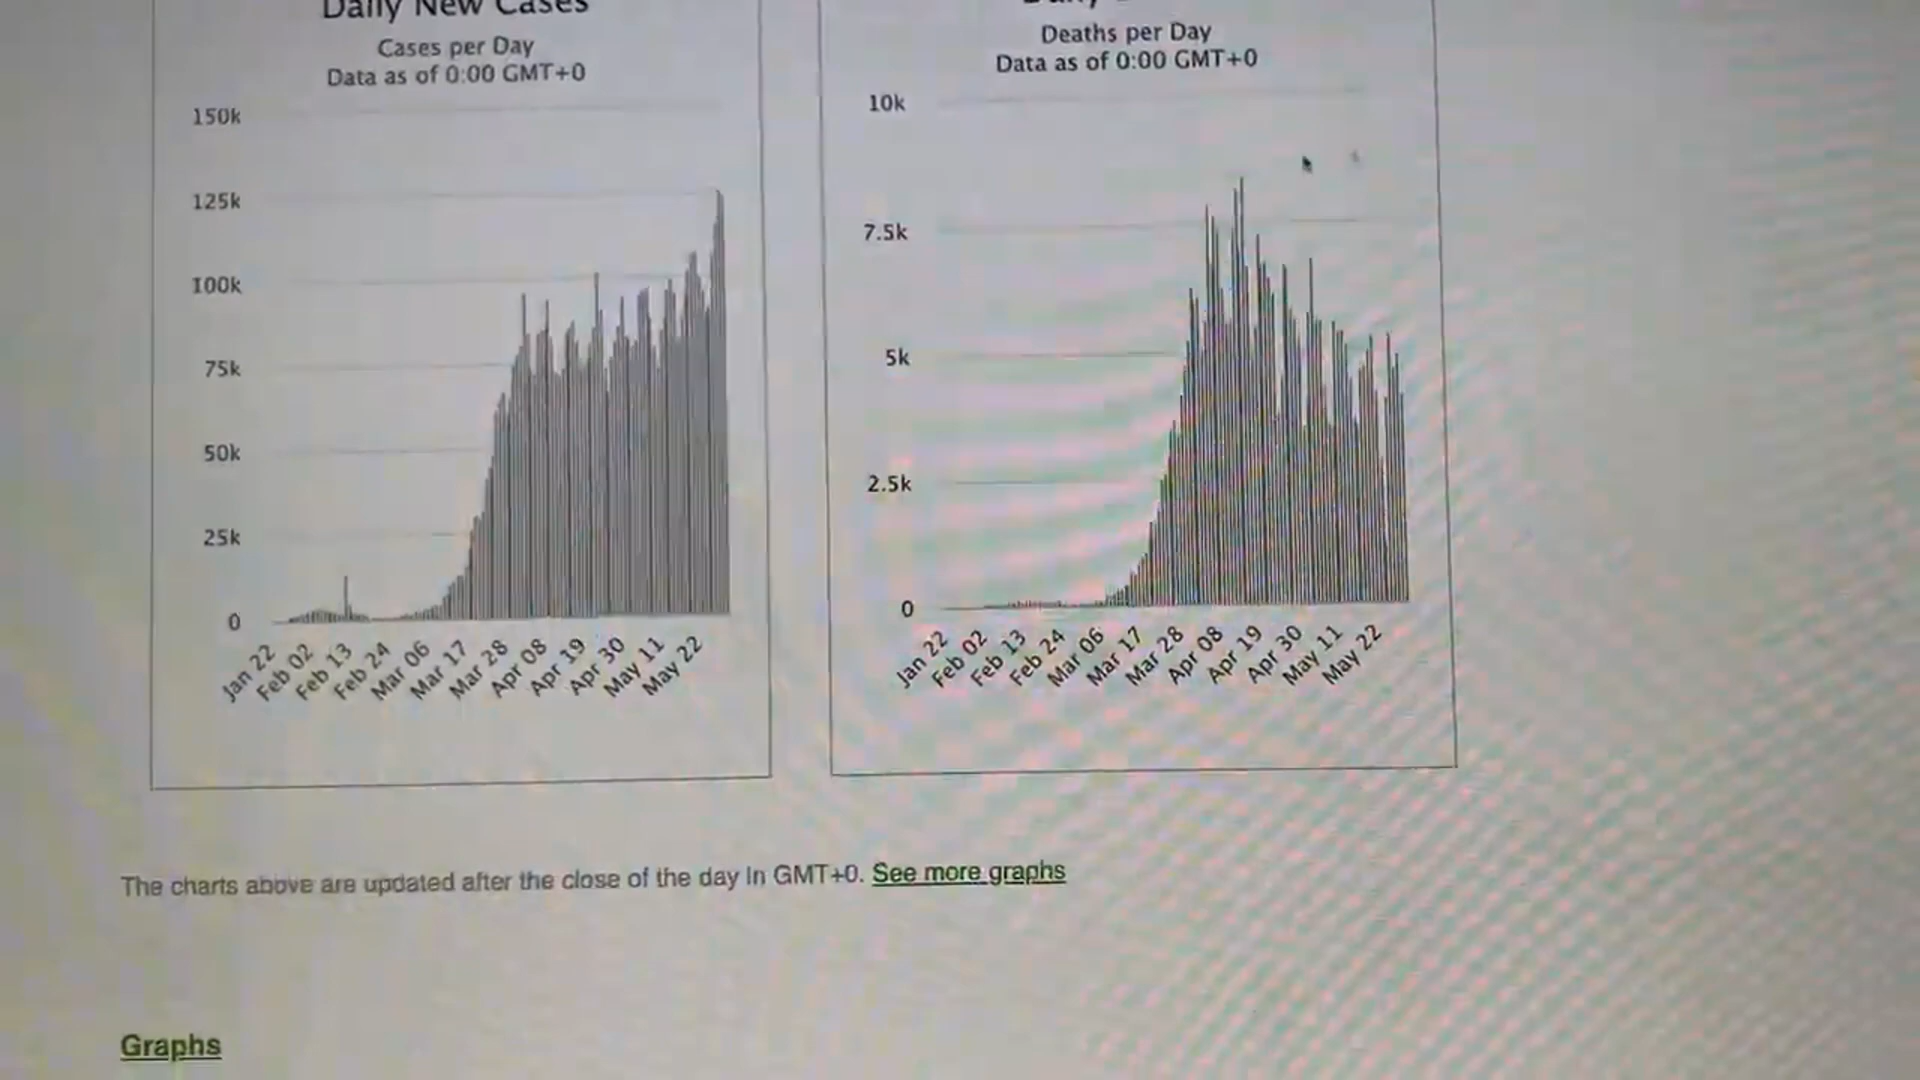 Daily New Cases
Cases per Day
Data as of 0:00 GMT+0
150k
125k
100k
75k
50k
25k
0
Jan 22
Feb 02
Feb 13
Feb 24
Mar 06
Mar 17
Mar 28
Apr 08
Apr 19
Apr 30
May 11
May 22
Deaths per Day
Data as of 0:00 GMT+0
10k
7.5k
5k
2.5k
0
Jan 22
Feb 02
Feb 13
Feb 24
Mar 06
Mar 17
Mar 28
Apr 08
Apr 19
Apr 30
May 11
May 22
The charts above are updated after the close of the day in GMT+0. See more graphs
Graphs